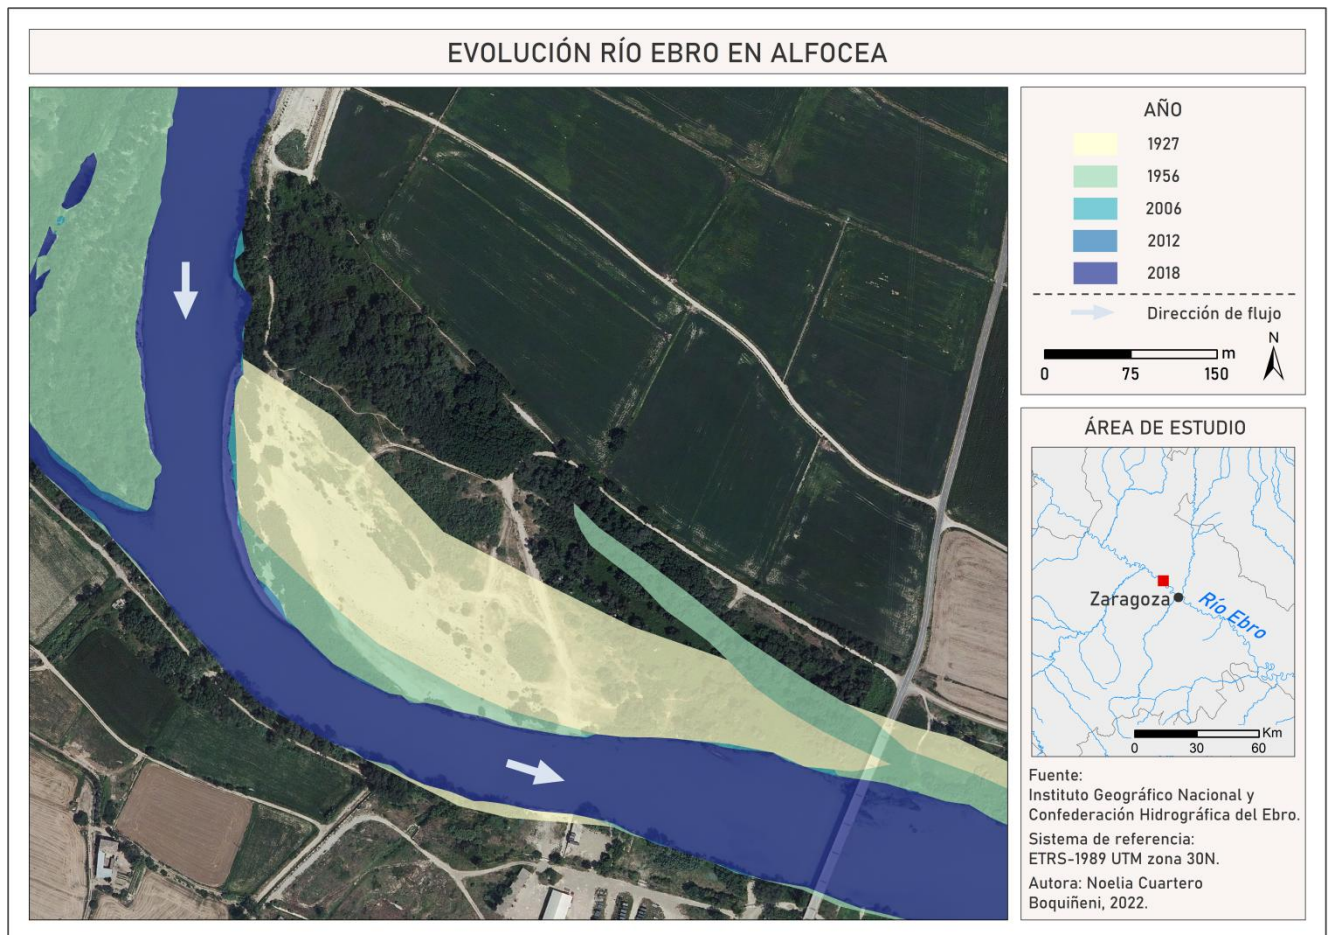 EVOLUCIÓN RÍO EBRO EN ALFOCEA
AÑO
1927
1956
2006
2012
2018
Dirección de flujo
N
m
0 75 150
ÁREA DE ESTUDIO
Zaragoza
Río Ebro
Km
0 30 60
Fuente:
Instituto Geográfico Nacional y
Confederación Hidrográfica del Ebro.
Sistema de referencia:
ETRS-1989 UTM zona 30N.
Autora: Noelia Cuartero
Boquiñeni, 2022.